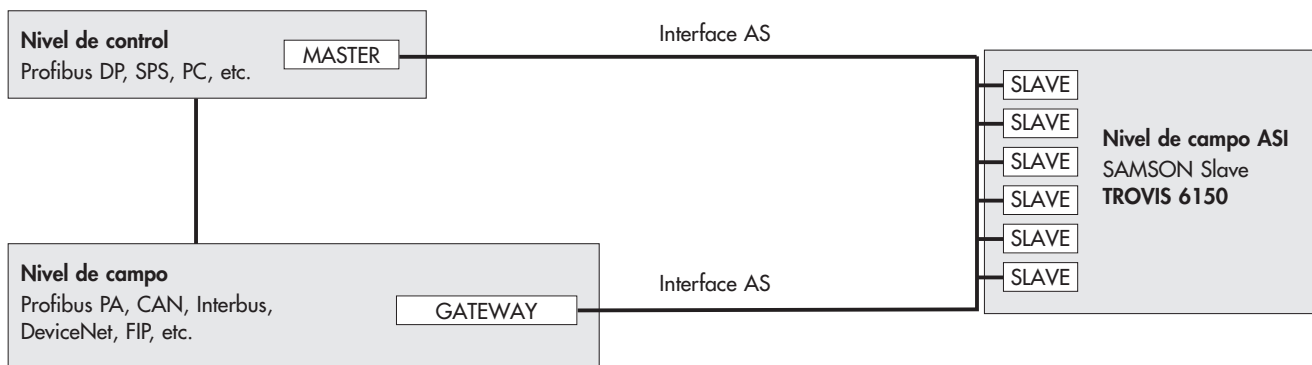 Nivel de control
Profibus DP, SPS, PC, etc.
MASTER
Interface AS
SLAVE
SLAVE
SLAVE
SLAVE
SLAVE
SLAVE
Nivel de campo ASI
SAMSON Slave
TROVIS 6150
Nivel de campo
Profibus PA, CAN, Interbus,
DeviceNet, FIP, etc.
GATEWAY
Interface AS